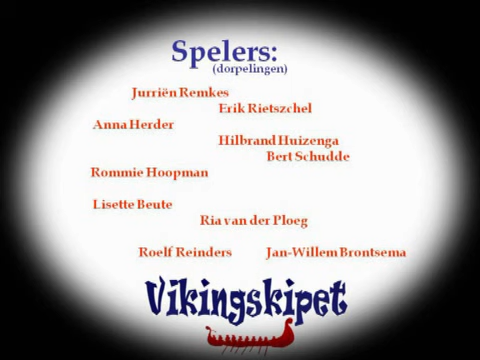 Spelers:
(dorpelingen)
Jurriën Remkes
Erik Rietszchel
Anna Herder
Hilbrand Huizenga
Bert Schudde
Rommie Hoopman
Lisette Beute
Ria van der Ploeg
Roelf Reinders
Jan-Willem Brontsema
Vikingskipet